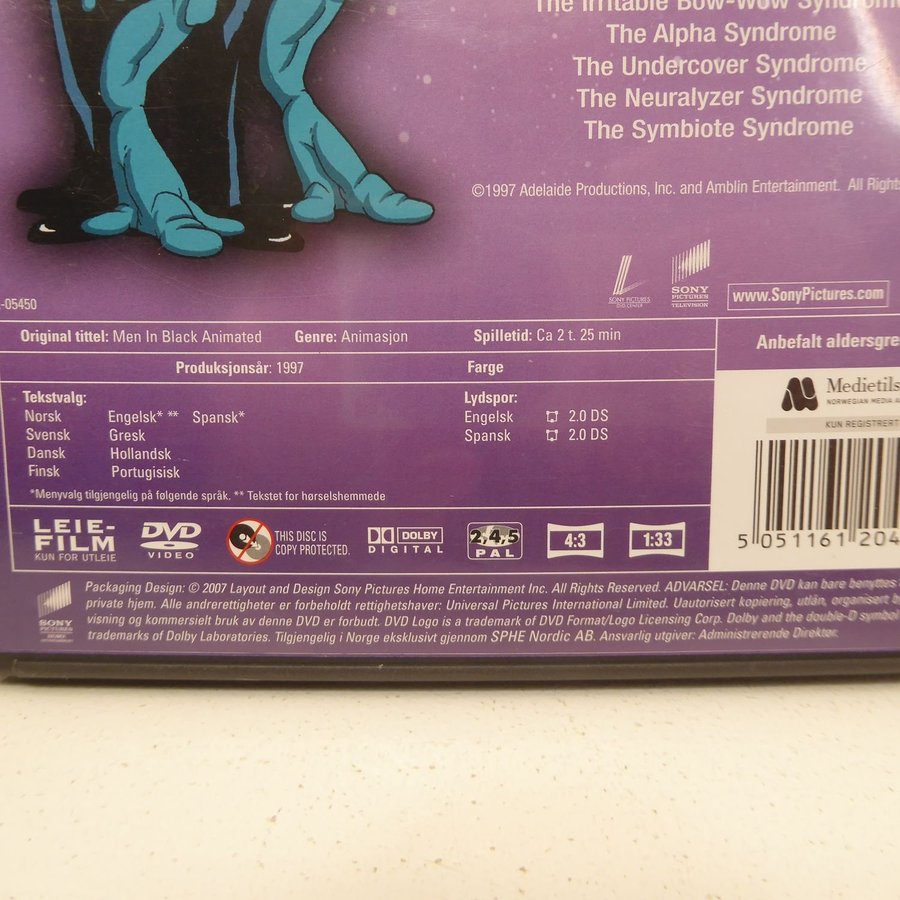 The Irritable Bow-Wow Syndrome
The Alpha Syndrome
The Undercover Syndrome
The Neuralyzer Syndrome
The Symbiote Syndrome
©1997 Adelaide Productions, Inc. and Amblin Entertainment. All Rights
SONY PICTURES
DVD CENTER
SONY
PICTURES
TELEVISION
www.SonyPictures.com
-05450
Original tittel: Men In Black Animated Genre: Animasjon Spilletid: Ca 2 t. 25 min
Anbefalt aldersgre
Produksjonsår: 1997 Farge
Tekstvalg:
Norsk Engelsk* ** Spansk*
Svensk Gresk
Dansk Hollandsk
Finsk Portugisisk
Lydspor:
Engelsk 2.0 DS
Spansk 2.0 DS
*Menyvalg tilgjengelig på følgende språk. ** Tekstet for hørselshemmede
Medietils
NORWEGIAN MEDIA A
KUN REGISTRERT
5 051161 204
LEIE-
FILM
KUN FOR UTLEIE
DVD
VIDEO
THIS DISC IS
COPY PROTECTED.
DOLBY
DIGITAL
2,4,5
PAL
4:3
1:33
SONY
PICTURES
Packaging Design: © 2007 Layout and Design Sony Pictures Home Entertainment Inc. All Rights Reserved. ADVARSEL: Denne DVD kan bare benyttes
private hjem. Alle andrerettigheter er forbeholdt rettighetshaver: Universal Pictures International Limited. Uautorisert kopiering, utlån, organisert
visning og kommersielt bruk av denne DVD er forbudt. DVD Logo is a trademark of DVD Format/Logo Licensing Corp. Dolby and the double-D symbol
trademarks of Dolby Laboratories. Tilgjengelig i Norge eksklusivt gjennom SPHE Nordic AB. Ansvarlig utgiver: Administrerende Direktør.